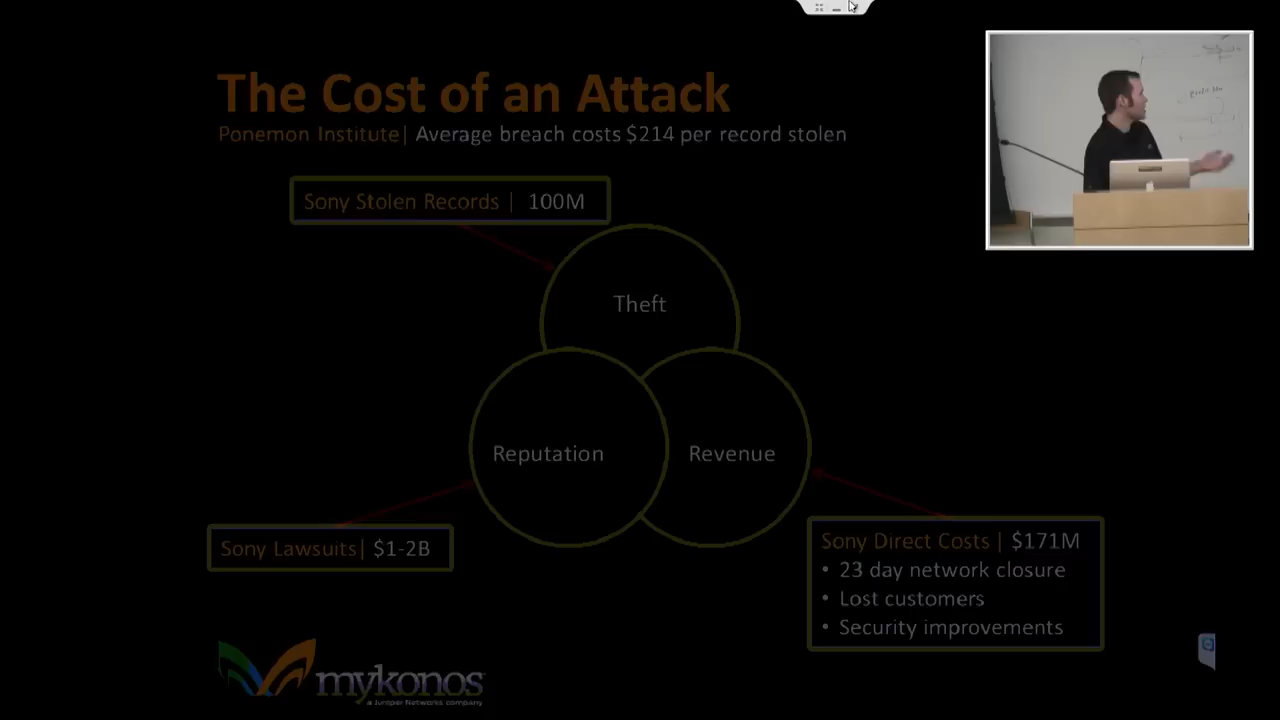 The Cost of an Attack
Ponemon Institute| Average breach costs $214 per record stolen
Sony Stolen Records | 100M
Theft
Reputation
Revenue
Sony Lawsuits| $1-2B
Sony Direct Costs | $171M
• 23 day network closure
• Lost customers
• Security improvements
mykonos
a Juniper Networks company